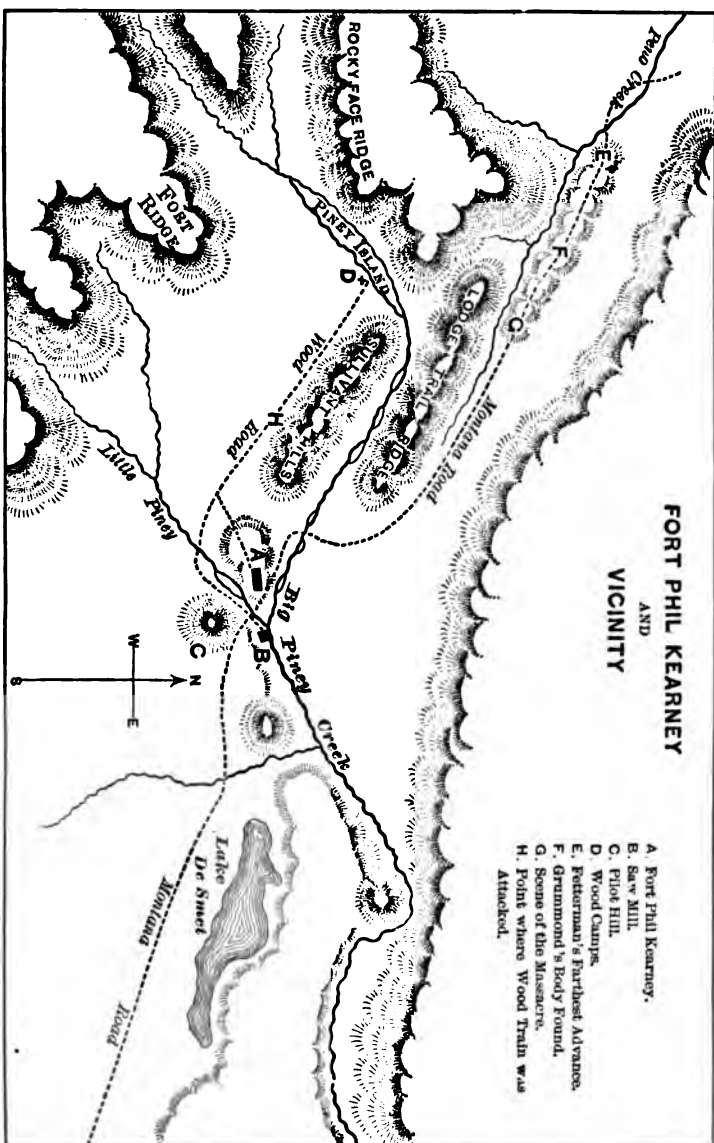 FORT PHIL KEARNEY
AND
VICINITY
A. Fort Phil Kearney.
B. Saw Mill.
C. Pilot Hill.
D. Wood Camps.
E. Fetterman's Farthest Advance.
F. Grummond's Body Found.
G. Scene of the Massacre.
H. Point where Wood Train was
Attacked.
Peno Creek
E
F
G
ROCKY FACE RIDGE
LODGE TRAIL
RIDGE
Montana Road
PINEY ISLAND
D
FORT
RIDGE
SULLIVANT
HILLS
Wood
Road
H
A
Big Piney
Creek
B
C
Little Piney
W
E
N
S
Lake
De Smet
Montana
Road